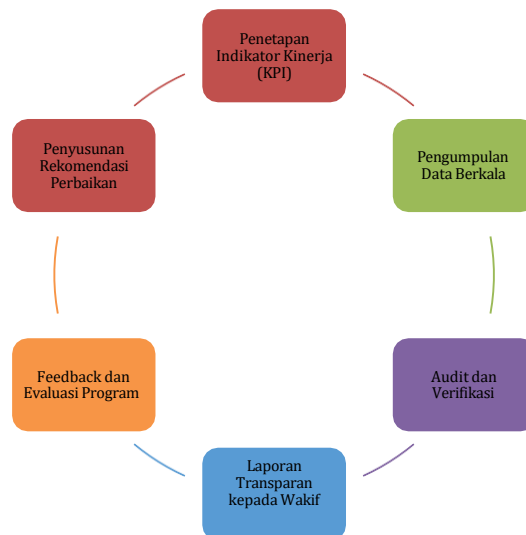 Penetapan
Indikator Kinerja
(KPI)
Pengumpulan
Data Berkala
Audit dan
Verifikasi
Laporan
Transparan
kepada Wakif
Feedback dan
Evaluasi Program
Penyusunan
Rekomendasi
Perbaikan